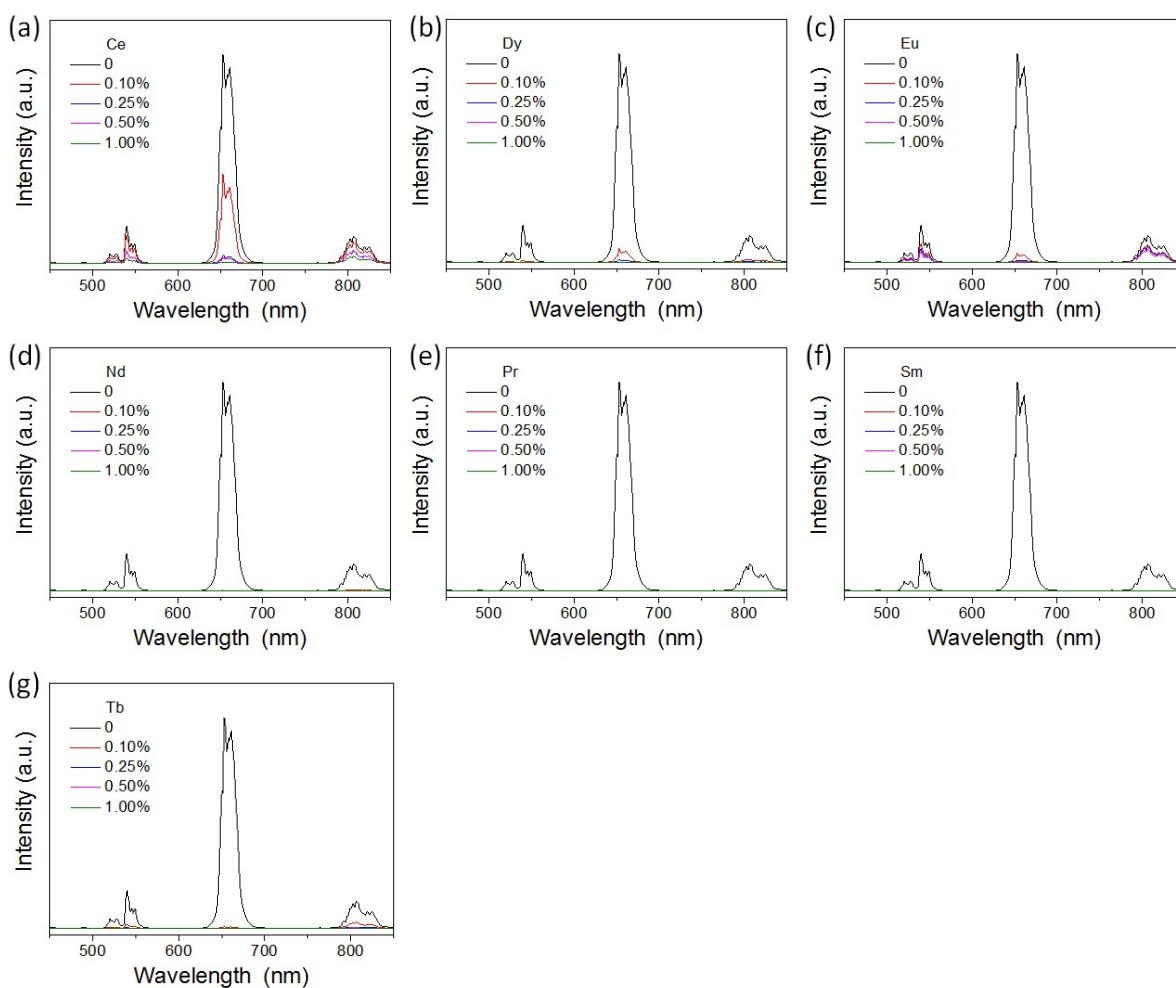 (a)
Ce
0
0.10%
0.25%
0.50%
1.00%
Intensity (a.u.)
500 600 700 800
Wavelength (nm)
(b)
Dy
0
0.10%
0.25%
0.50%
1.00%
Intensity (a.u.)
500 600 700 800
Wavelength (nm)
(c)
Eu
0
0.10%
0.25%
0.50%
1.00%
Intensity (a.u.)
500 600 700 800
Wavelength (nm)
(d)
Nd
0
0.10%
0.25%
0.50%
1.00%
Intensity (a.u.)
500 600 700 800
Wavelength (nm)
(e)
Pr
0
0.10%
0.25%
0.50%
1.00%
Intensity (a.u.)
500 600 700 800
Wavelength (nm)
(f)
Sm
0
0.10%
0.25%
0.50%
1.00%
Intensity (a.u.)
500 600 700 800
Wavelength (nm)
(g)
Tb
0
0.10%
0.25%
0.50%
1.00%
Intensity (a.u.)
500 600 700 800
Wavelength (nm)